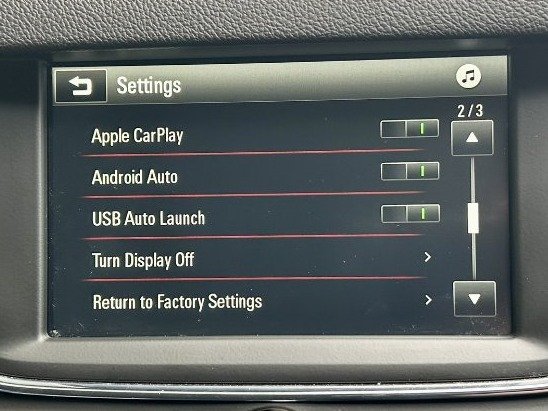 Settings
2/3
Apple CarPlay
Android Auto
USB Auto Launch
Turn Display Off
Return to Factory Settings